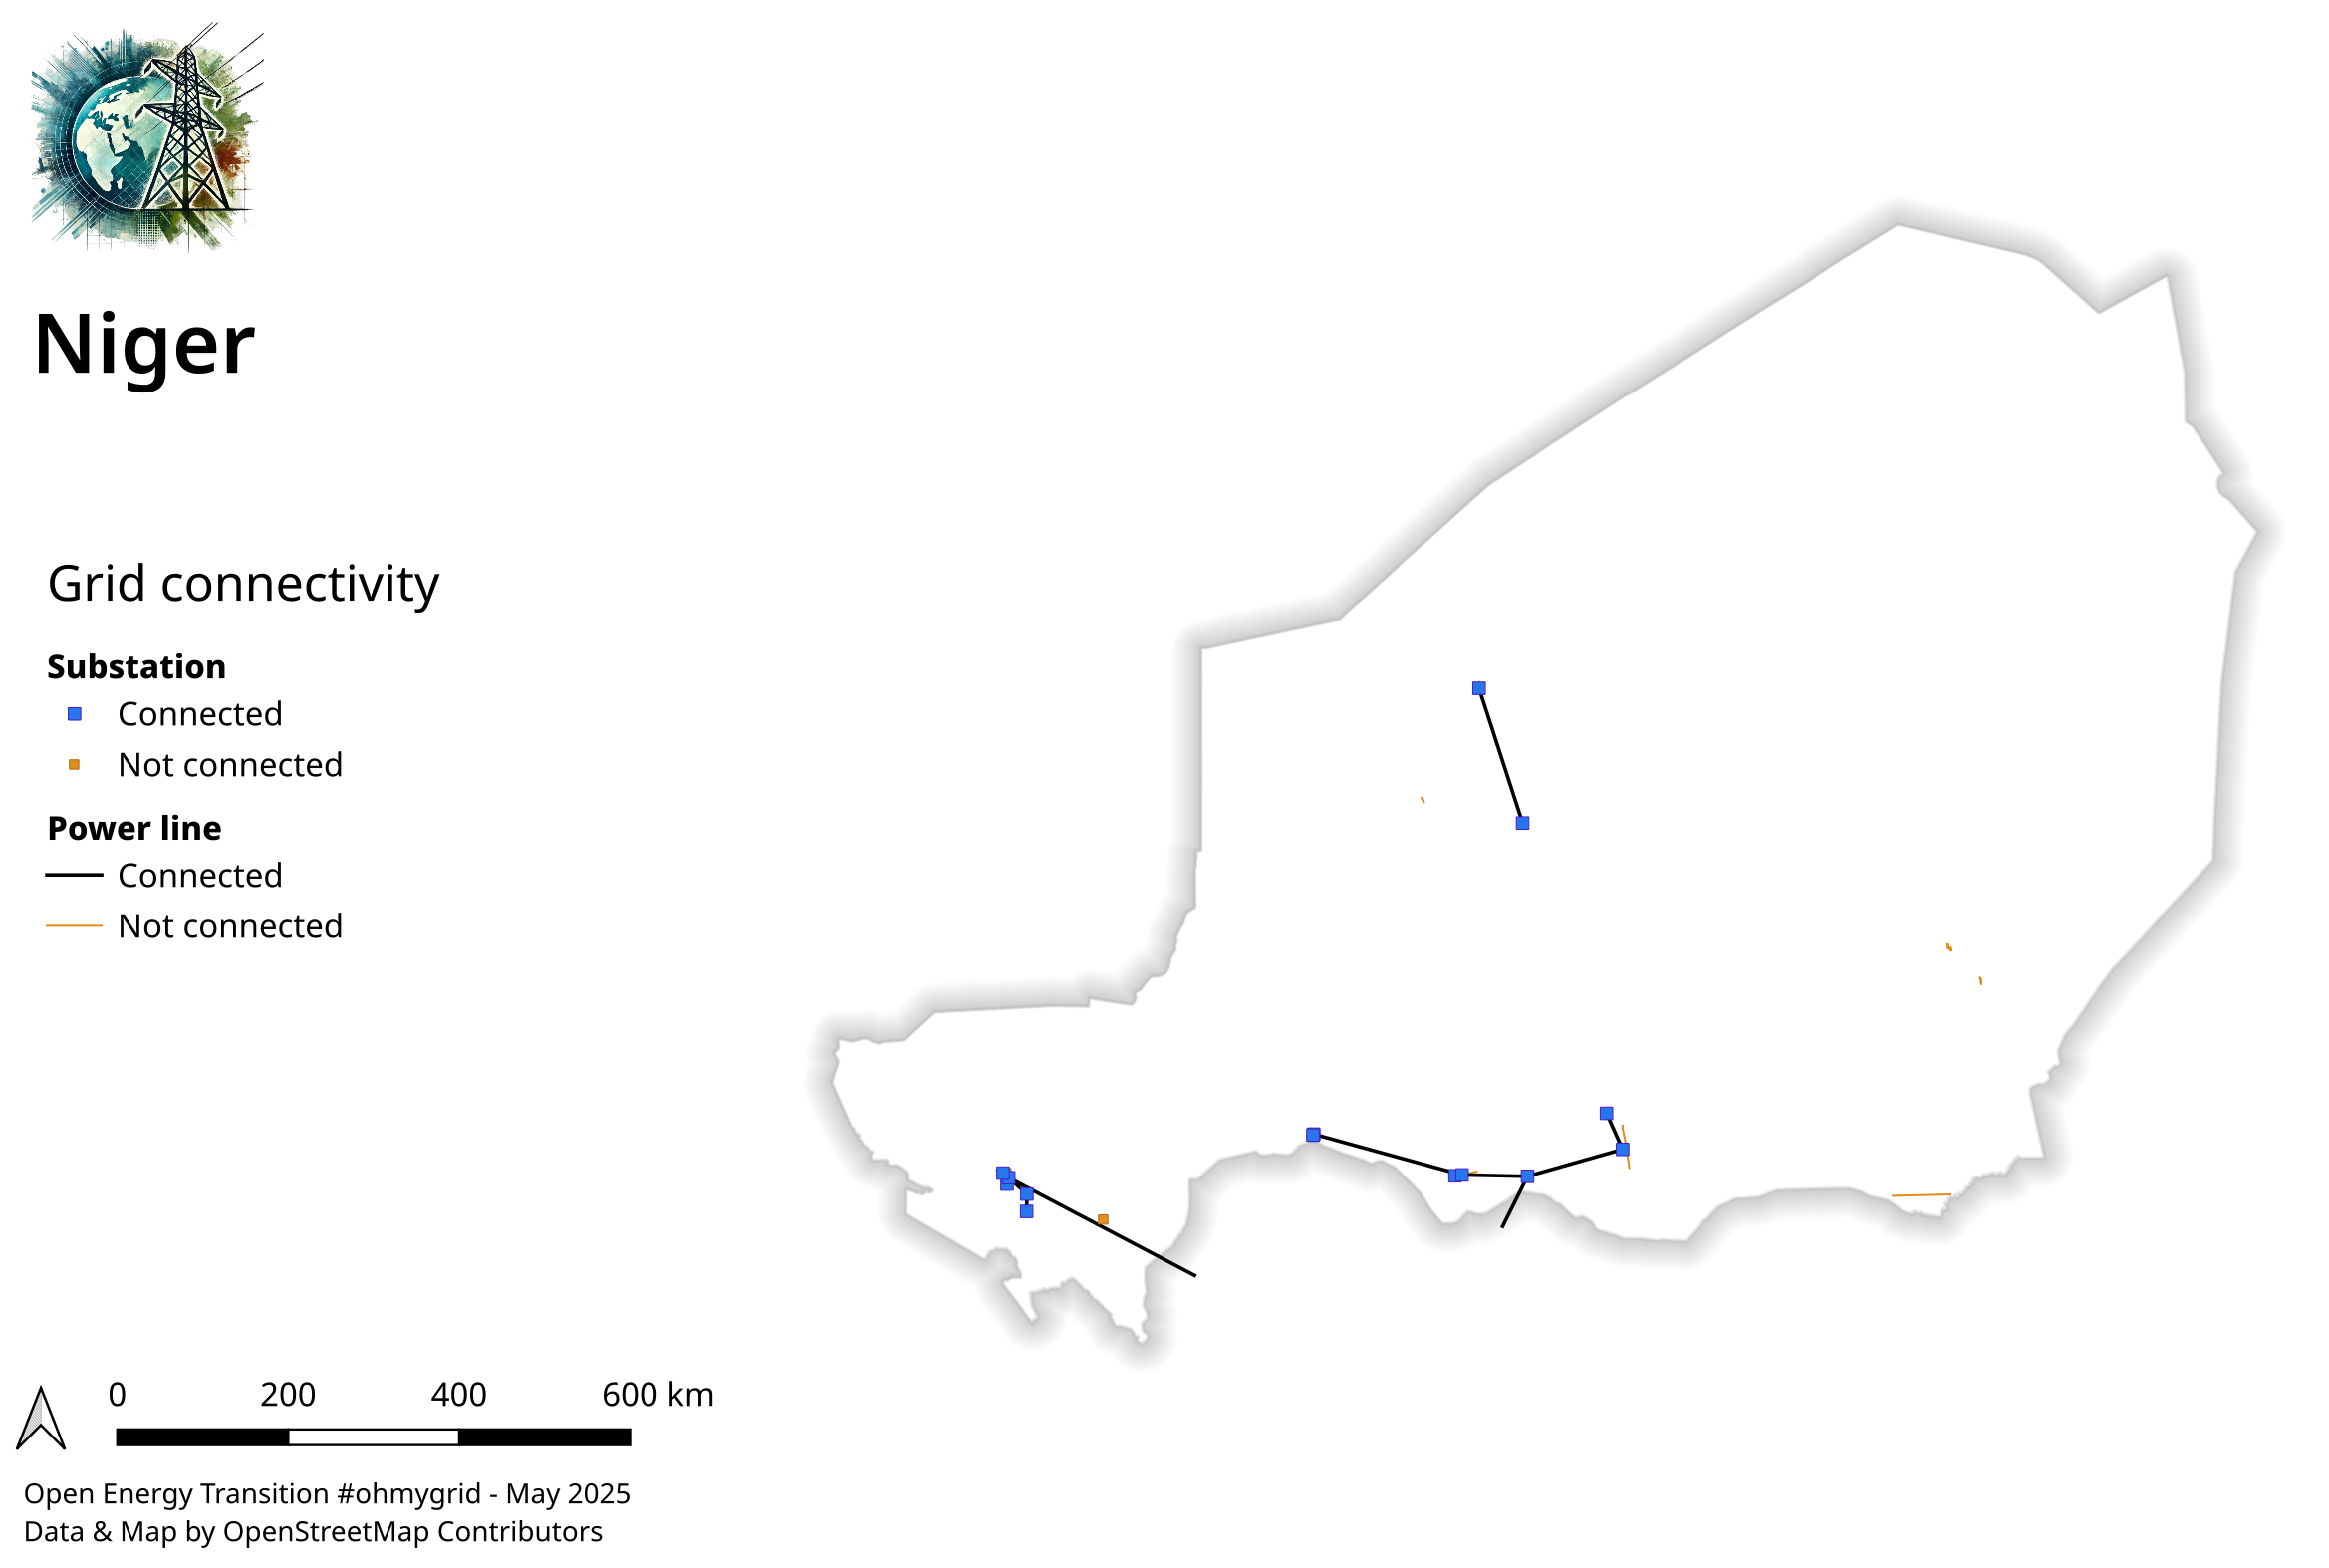 Niger
Grid connectivity
Substation
Connected
Not connected
Power line
Connected
Not connected
0 200 400 600 km
Open Energy Transition #ohmygrid - May 2025
Data & Map by OpenStreetMap Contributors